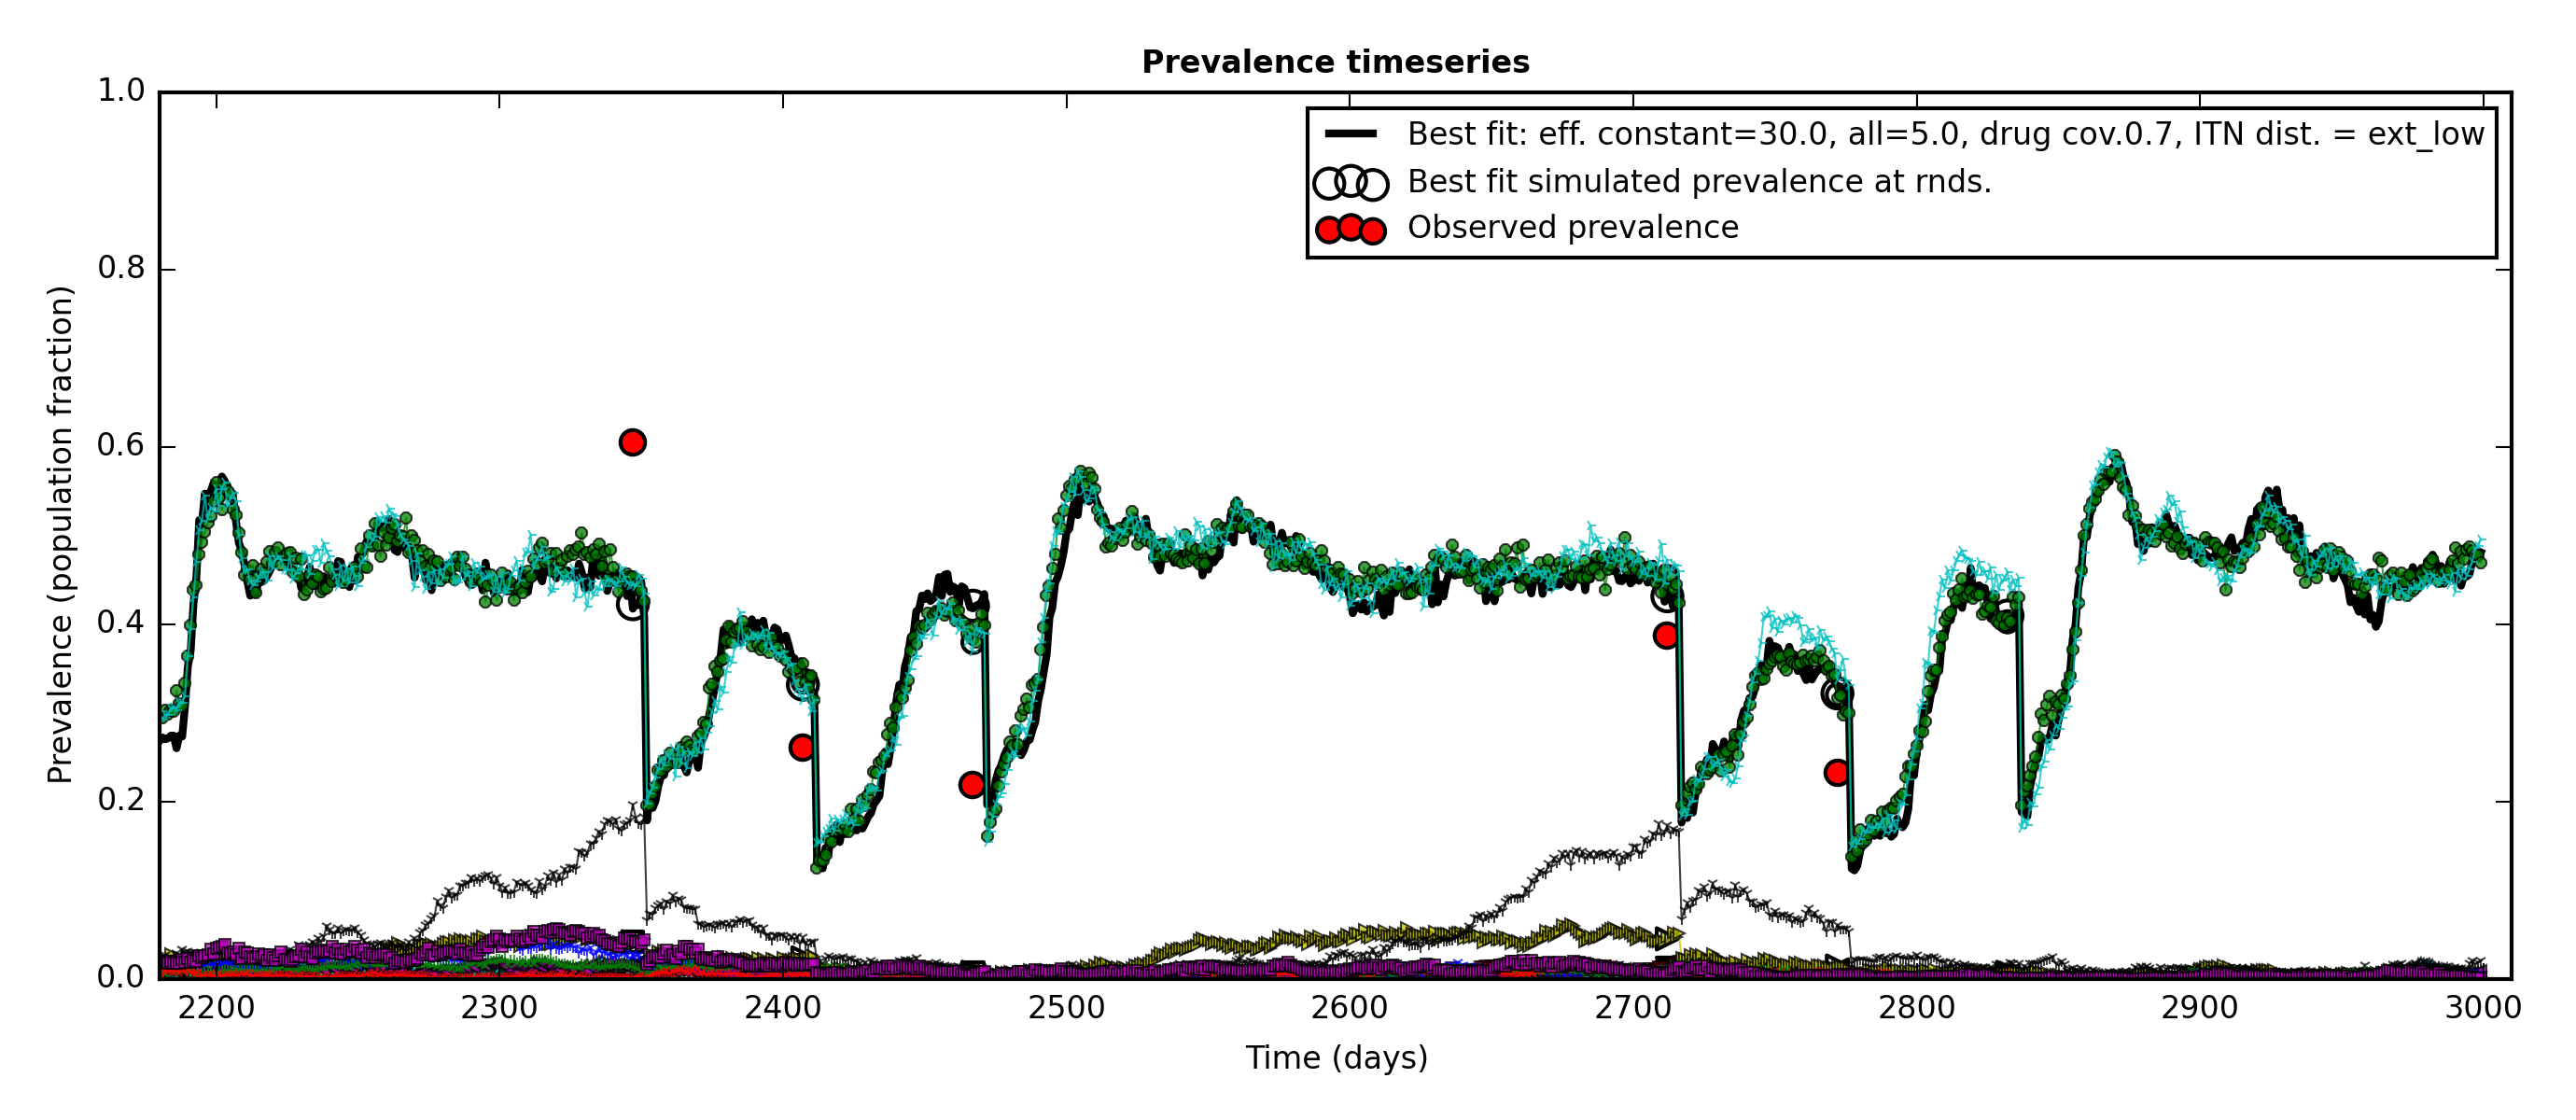 Prevalence timeseries
1.0
0.8
0.6
0.4
0.2
0.0
Prevalence (population fraction)
Best fit: eff. constant=30.0, all=5.0, drug cov.0.7, ITN dist. = ext_low
Best fit simulated prevalence at rnds.
Observed prevalence
2200 2300 2400 2500 2600 2700 2800 2900 3000
Time (days)